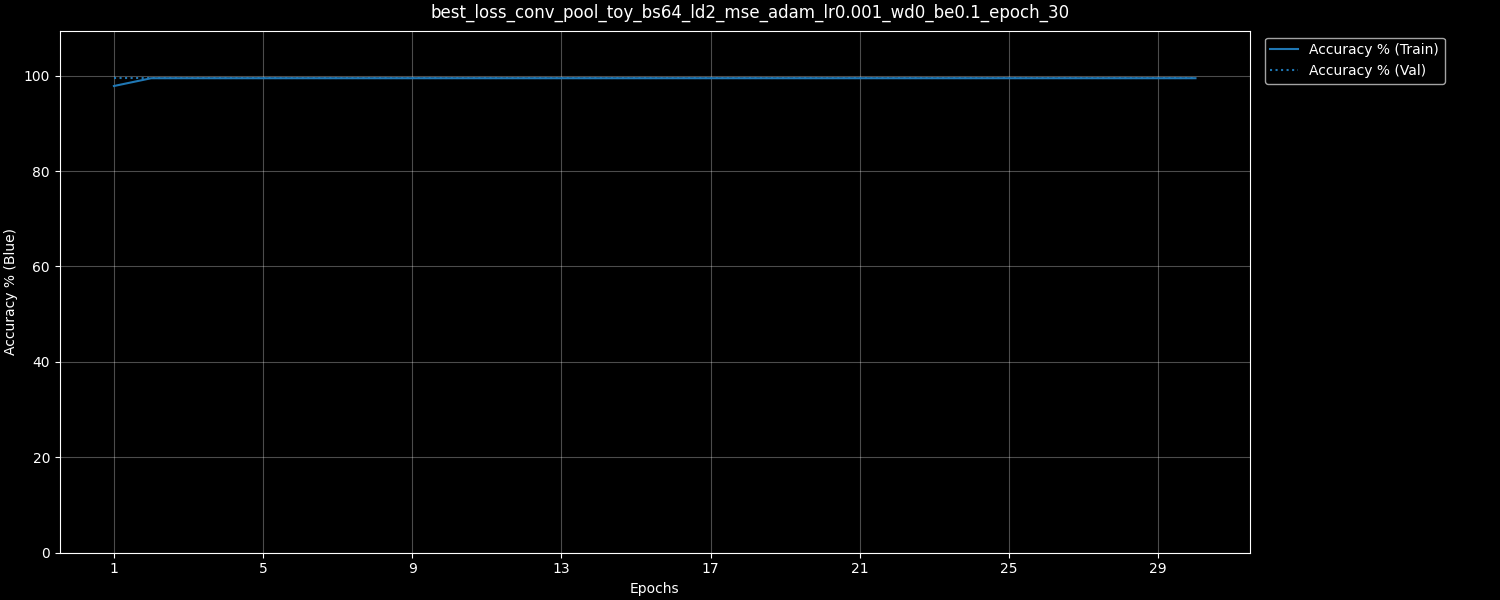 best_loss_conv_pool_toy_bs64_ld2_mse_adam_lr0.001_wd0_be0.1_epoch_30
Accuracy % (Train)
Accuracy % (Val)
Accuracy % (Blue)
100
80
60
40
20
0
1 5 9 13 17 21 25 29
Epochs